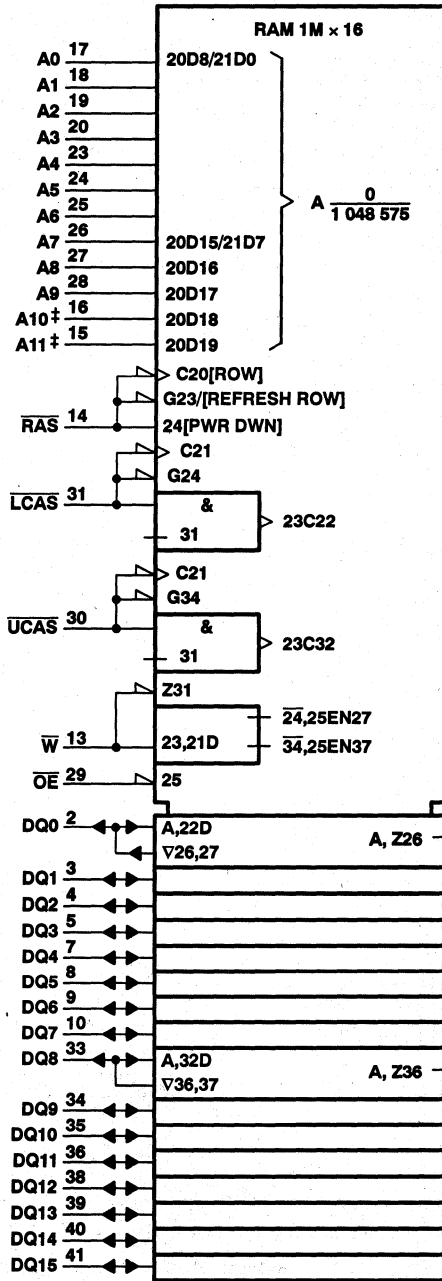 RAM 1M × 16
A0 17 20D8/21D0
A1 18
A2 19
A3 20
A4 23
A5 24
A6 25
A 0
1 048 575
A7 26 20D15/21D7
A8 27 20D16
A9 28 20D17
A10‡ 16 20D18
A11‡ 15 20D19
C20[ROW]
G23/[REFRESH ROW]
RAS 14 24[PWR DWN]
C21
G24
LCAS 31
&
31
23C22
C21
G34
UCAS 30
&
31
23C32
Z31
24,25EN27
W 13 23,21D 34,25EN37
OE 29 25
DQ0 2 A,22D A, Z26
∇26,27
DQ1 3
DQ2 4
DQ3 5
DQ4 7
DQ5 8
DQ6 9
DQ7 10
DQ8 33 A,32D A, Z36
∇36,37
DQ9 34
DQ10 35
DQ11 36
DQ12 38
DQ13 39
DQ14 40
DQ15 41